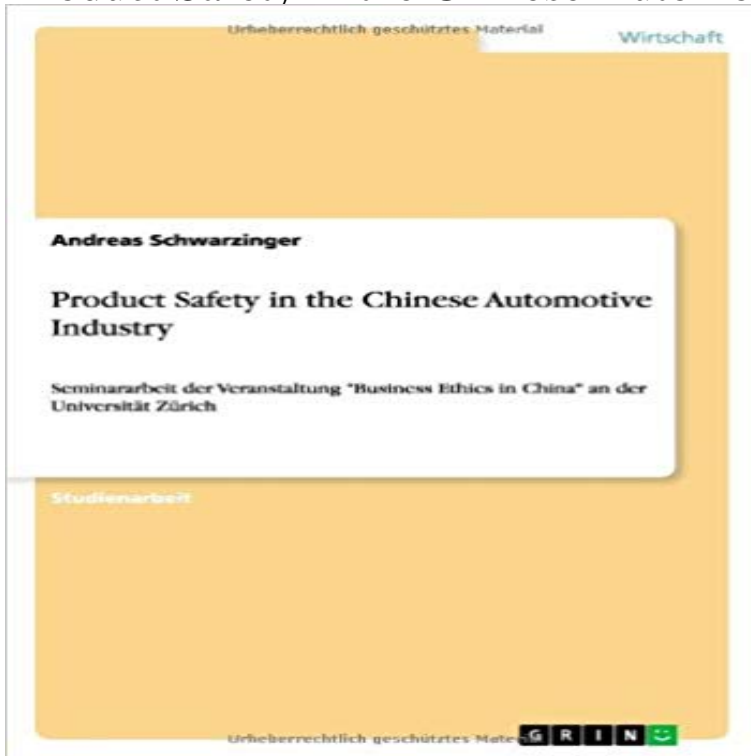 Urheberrechtlich geschütztes Material
Wirtschaft
Andreas Schwarzinger
Product Safety in the Chinese Automotive
Industry
Seminararbeit der Veranstaltung "Business Ethics in China" an der
Universität Zürich
Studienarbeit
Urheberrechtlich geschütztes Mate
GRIN